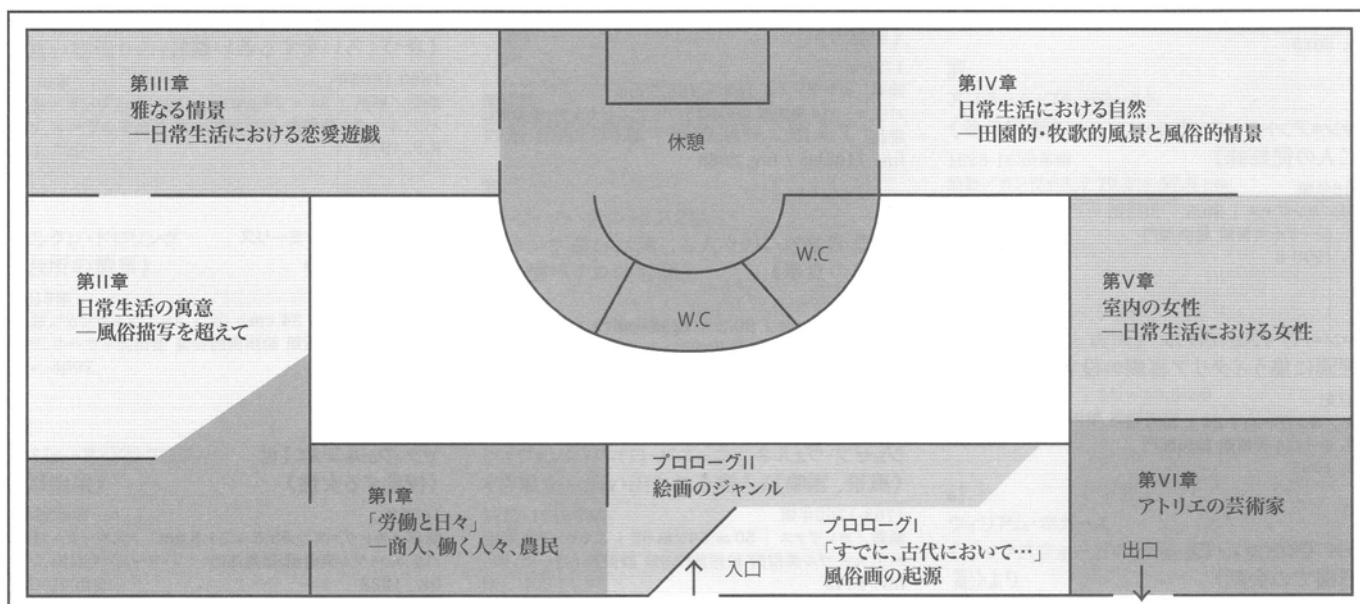 第III章
雅なる情景
―日常生活における恋愛遊戯
休憩
第IV章
日常生活における自然
―田園的・牧歌的風景と風俗的情景
第II章
日常生活の寓意
―風俗描写を超えて
W.C
W.C
第V章
室内の女性
―日常生活における女性
第I章
「労働と日々」
―商人、働く人々、農民
プロローグII
絵画のジャンル
プロローグI
「すでに、古代において…」
風俗画の起源
入口
第VI章
アトリエの芸術家
出口